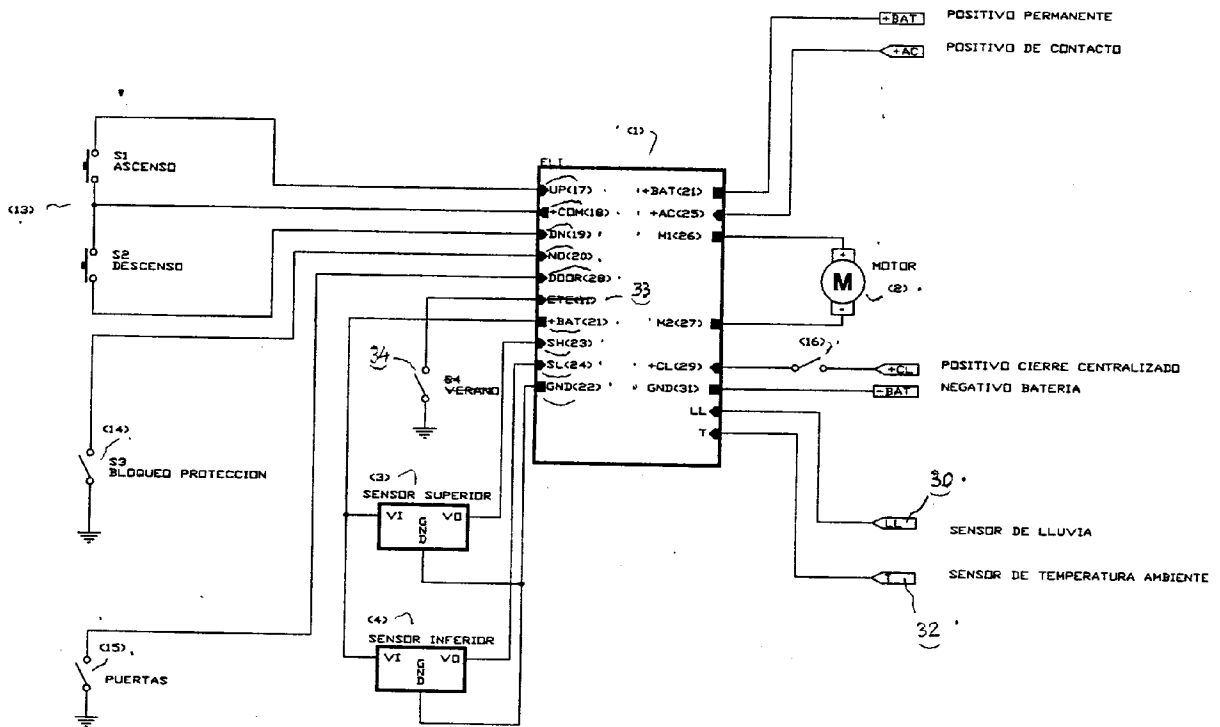 +BAT POSITIVO PERMANENTE
+AC POSITIVO DE CONTACTO
(1)
ELI
S1
ASCENSO
(13)
S2
DESCENSO
UP(17)
+COM(18)
DN(19)
NO(20)
DOOR(28)
33
+BAT(21)
SH(23)
SL(24)
GND(22)
+BAT(21)
+AC(25)
M1(26)
M2(27)
+CL(29)
GND(31)
LL
T
+
M
-
MOTOR
(2)
(16)
+CL POSITIVO CIERRE CENTRALIZADO
-BAT NEGATIVO BATERIA
34
S4
VERANO
(14)
S3
BLOQUEO PROTECCION
(3)
SENSOR SUPERIOR
VI GND VO
(4)
SENSOR INFERIOR
VI GND VO
(15)
PUERTAS
30
LL
SENSOR DE LLUVIA
T
SENSOR DE TEMPERATURA AMBIENTE
32